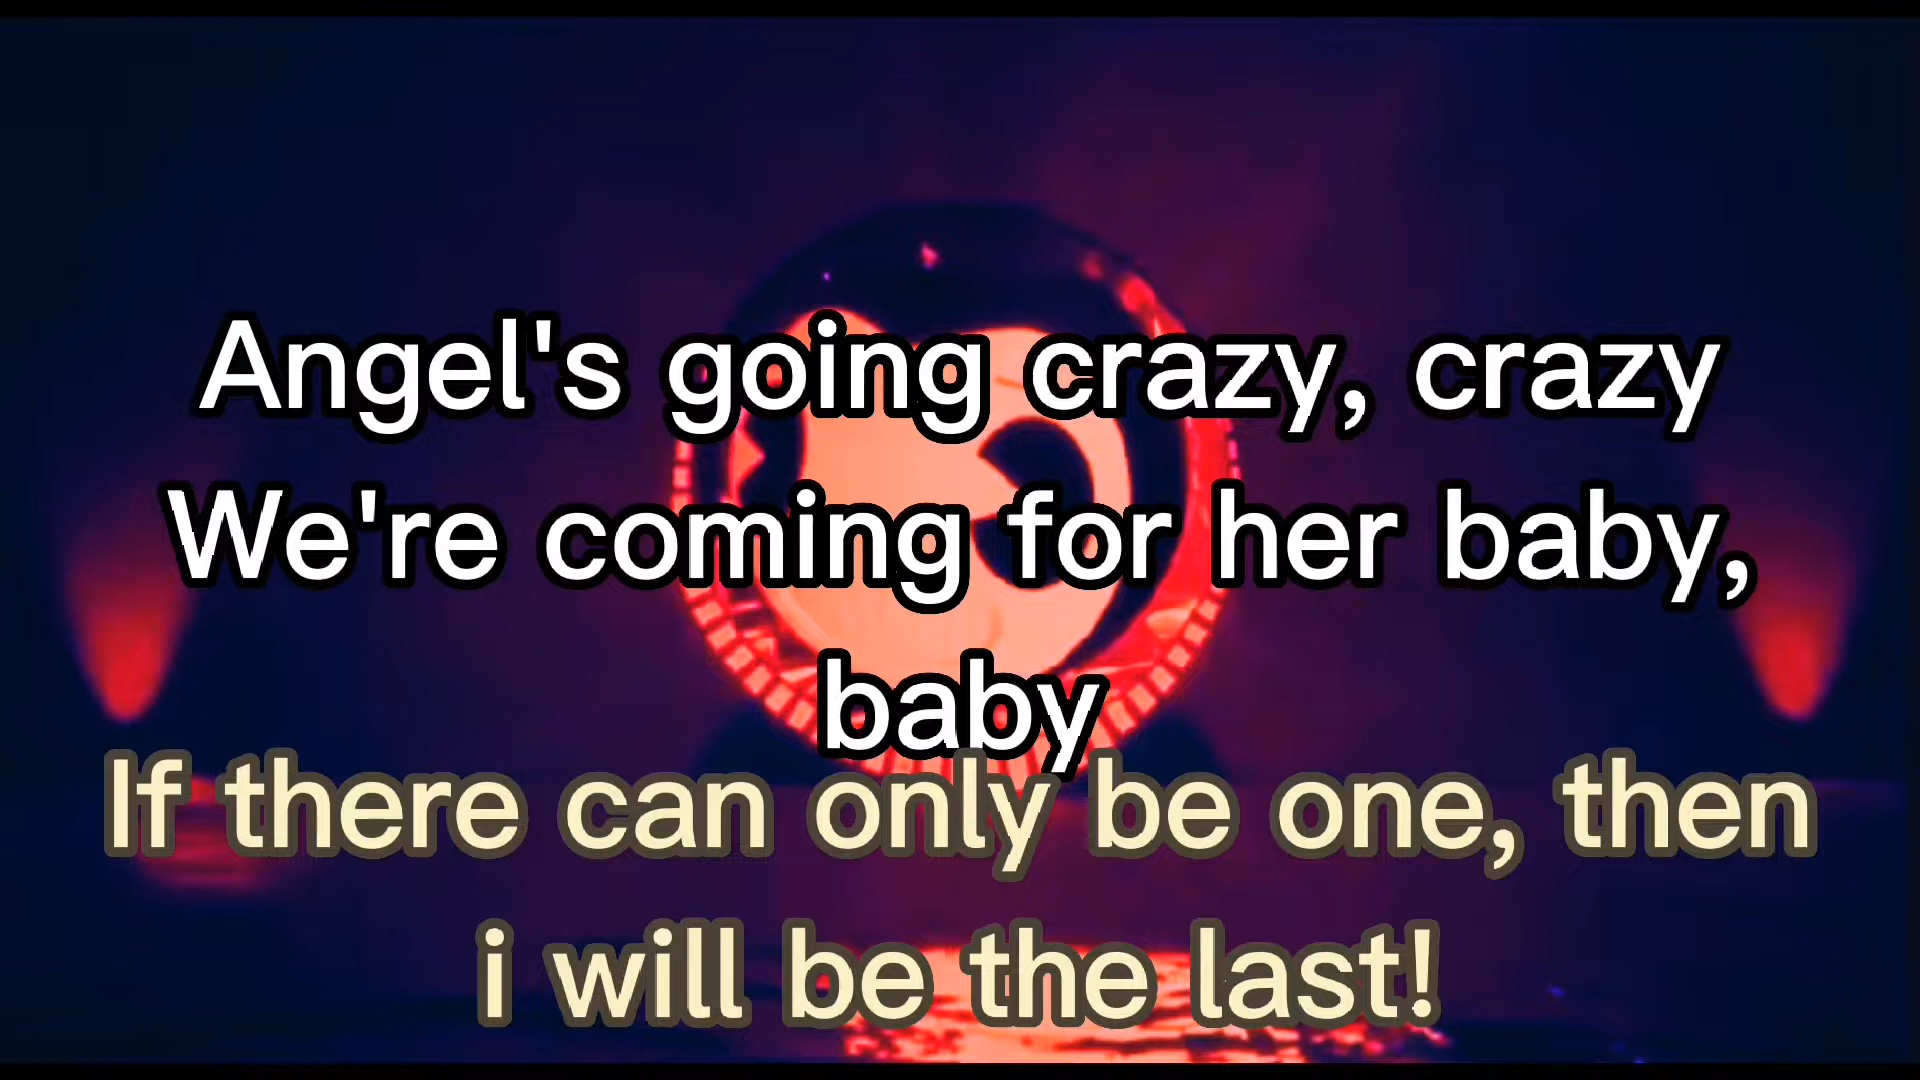 Angel's going crazy, crazy
We're coming for her baby,
baby
If there can only be one, then
i will be the last!